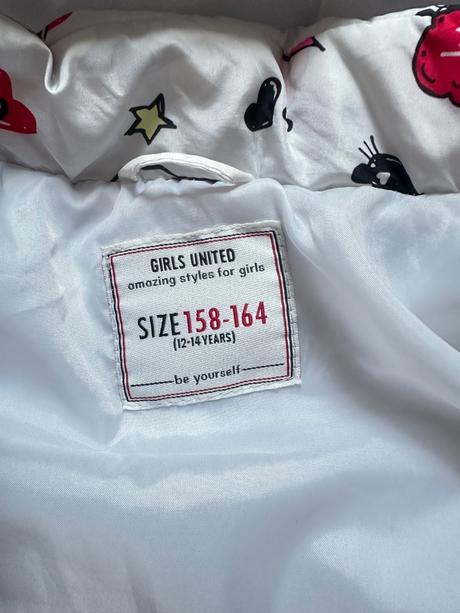 GIRLS UNITED
amazing styles for girls
SIZE 158-164
(12-14 YEARS)
be yourself